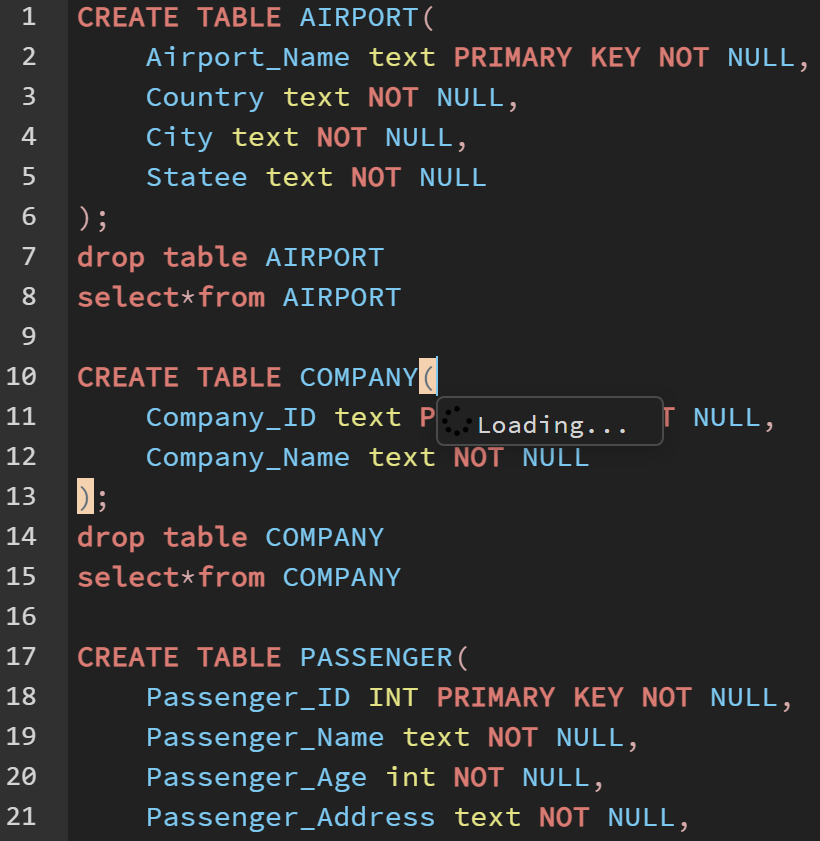 1 CREATE TABLE AIRPORT(
2 Airport_Name text PRIMARY KEY NOT NULL,
3 Country text NOT NULL,
4 City text NOT NULL,
5 Statee text NOT NULL
6 );
7 drop table AIRPORT
8 select*from AIRPORT
9
10 CREATE TABLE COMPANY(
11 Company_ID text P Loading... T NULL,
12 Company_Name text NOT NULL
13 );
14 drop table COMPANY
15 select*from COMPANY
16
17 CREATE TABLE PASSENGER(
18 Passenger_ID INT PRIMARY KEY NOT NULL,
19 Passenger_Name text NOT NULL,
20 Passenger_Age int NOT NULL,
21 Passenger_Address text NOT NULL,